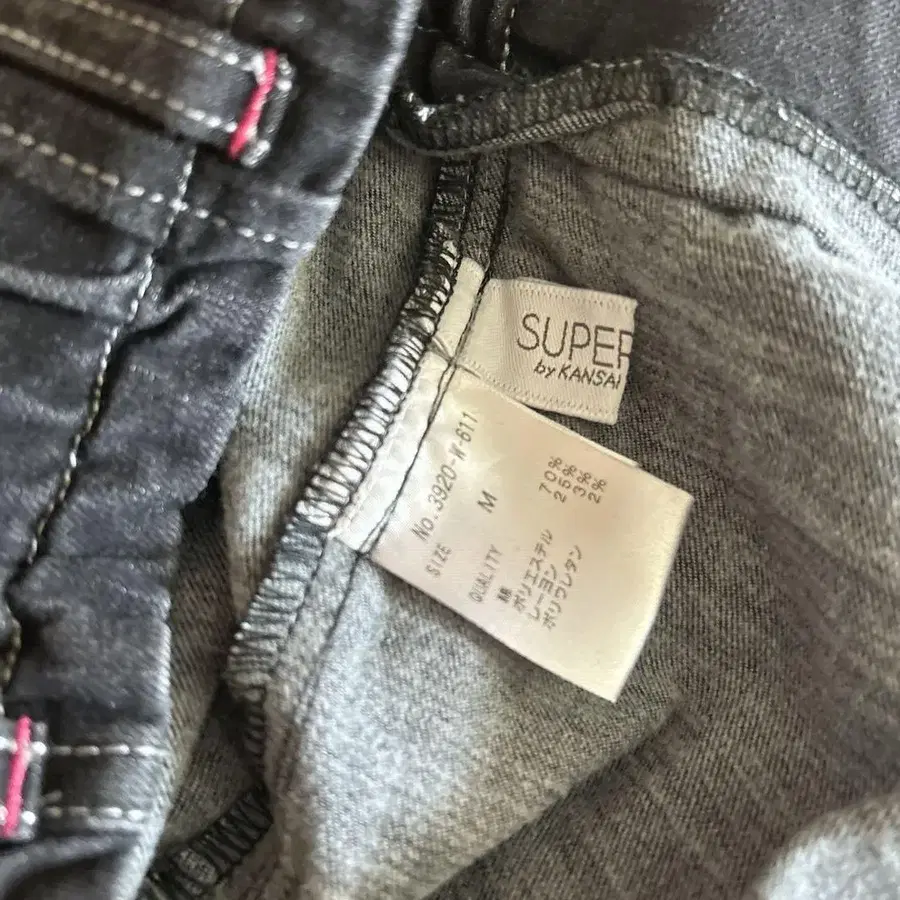 SUPER
by KANSAI
No. 3920-W-611
SIZE M
QUALITY
綿 70%
ポリエステル 25%
レーヨン 3%
ポリウレタン 2%